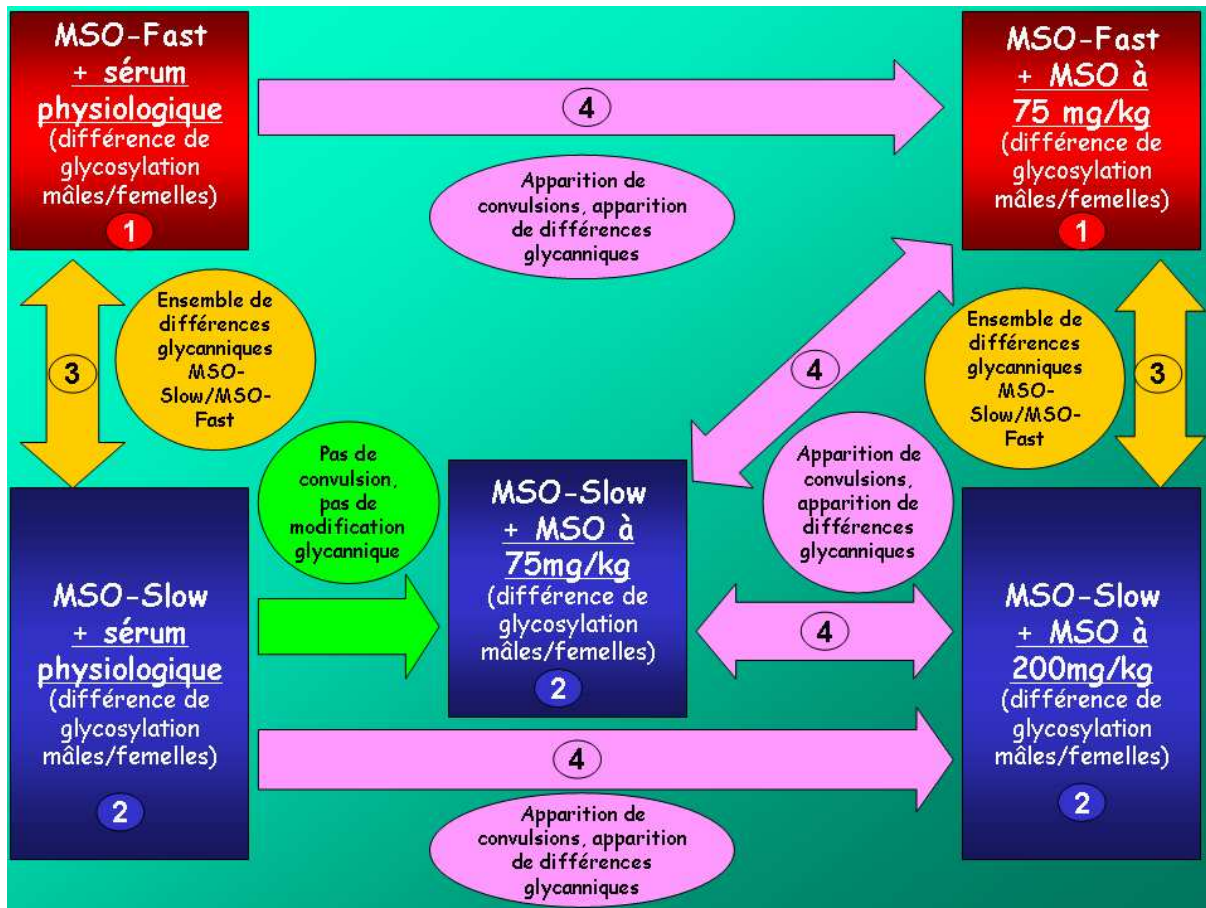 MSO-Fast
+ sérum
physiologique
(différence de
glycosylation
mâles/femelles)
1
4
Apparition de
convulsions, apparition
de différences
glycanniques
MSO-Fast
+ MSO à
75 mg/kg
(différence de
glycosylation
mâles/femelles)
1
3
Ensemble de
différences
glycanniques
MSO-
Slow/MSO-
Fast
4
Ensemble de
différences
glycanniques
MSO-
Slow/MSO-
Fast
3
Pas de
convulsion,
pas de
modification
glycannique
MSO-Slow
+ MSO à
75mg/kg
(différence de
glycosylation
mâles/femelles)
2
Apparition de
convulsions,
apparition de
différences
glycanniques
4
MSO-Slow
+ sérum
physiologique
(différence de
glycosylation
mâles/femelles)
2
MSO-Slow
+ MSO à
200mg/kg
(différence de
glycosylation
mâles/femelles)
2
4
Apparition de
convulsions, apparition
de différences
glycanniques